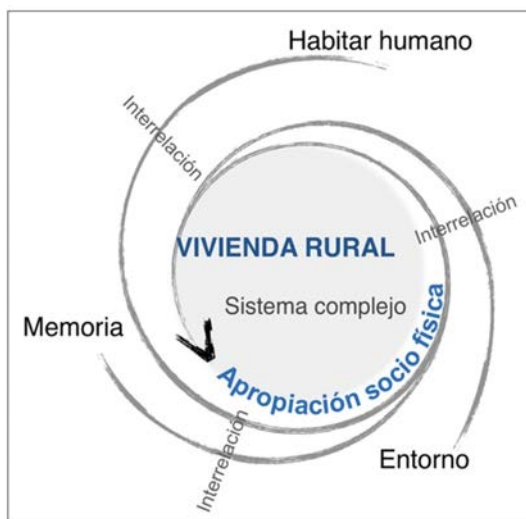 Habitar humano
Interrelación
Interrelación
VIVIENDA RURAL
Sistema complejo
Memoria
Apropiación socio física
Interrelación
Entorno